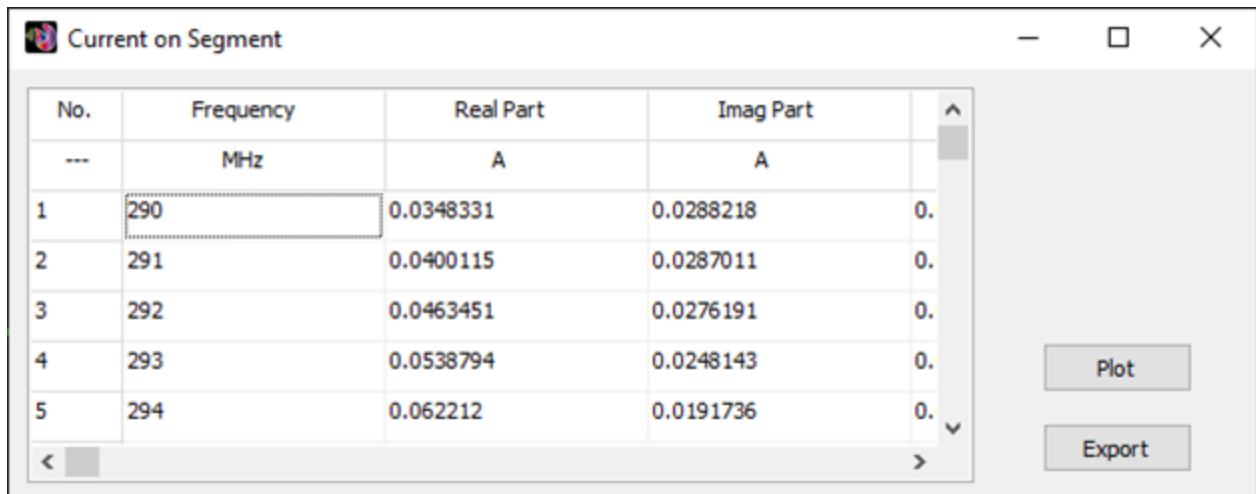 Current on Segment
No. Frequency Real Part Imag Part
--- MHz A A
1 290 0.0348331 0.0288218 0.
2 291 0.0400115 0.0287011 0.
3 292 0.0463451 0.0276191 0.
4 293 0.0538794 0.0248143 0.
5 294 0.062212 0.0191736 0.
Plot
Export